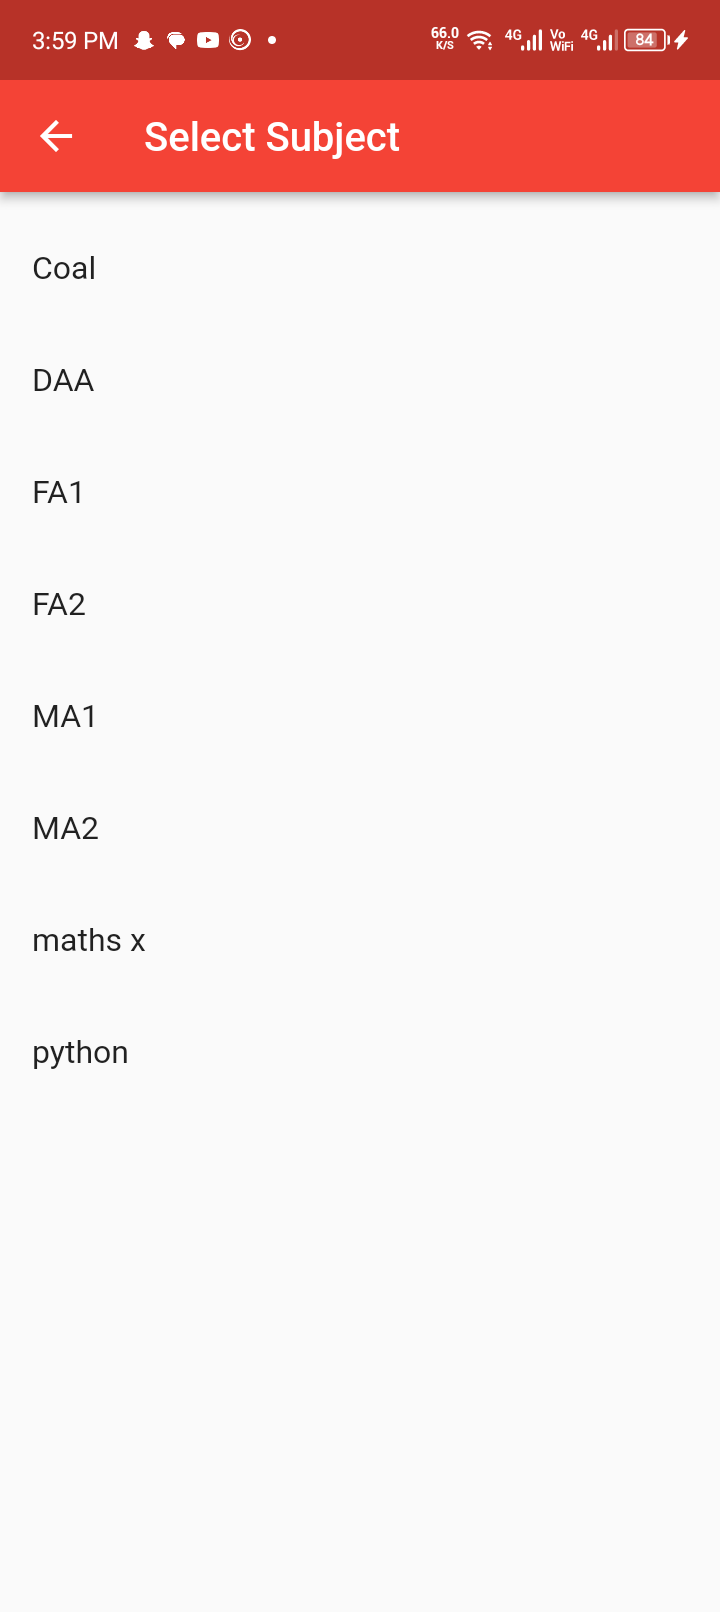 3:59 PM 66.0 K/S 4G Vo WiFi 4G 84
Select Subject
Coal
DAA
FA1
FA2
MA1
MA2
maths x
python